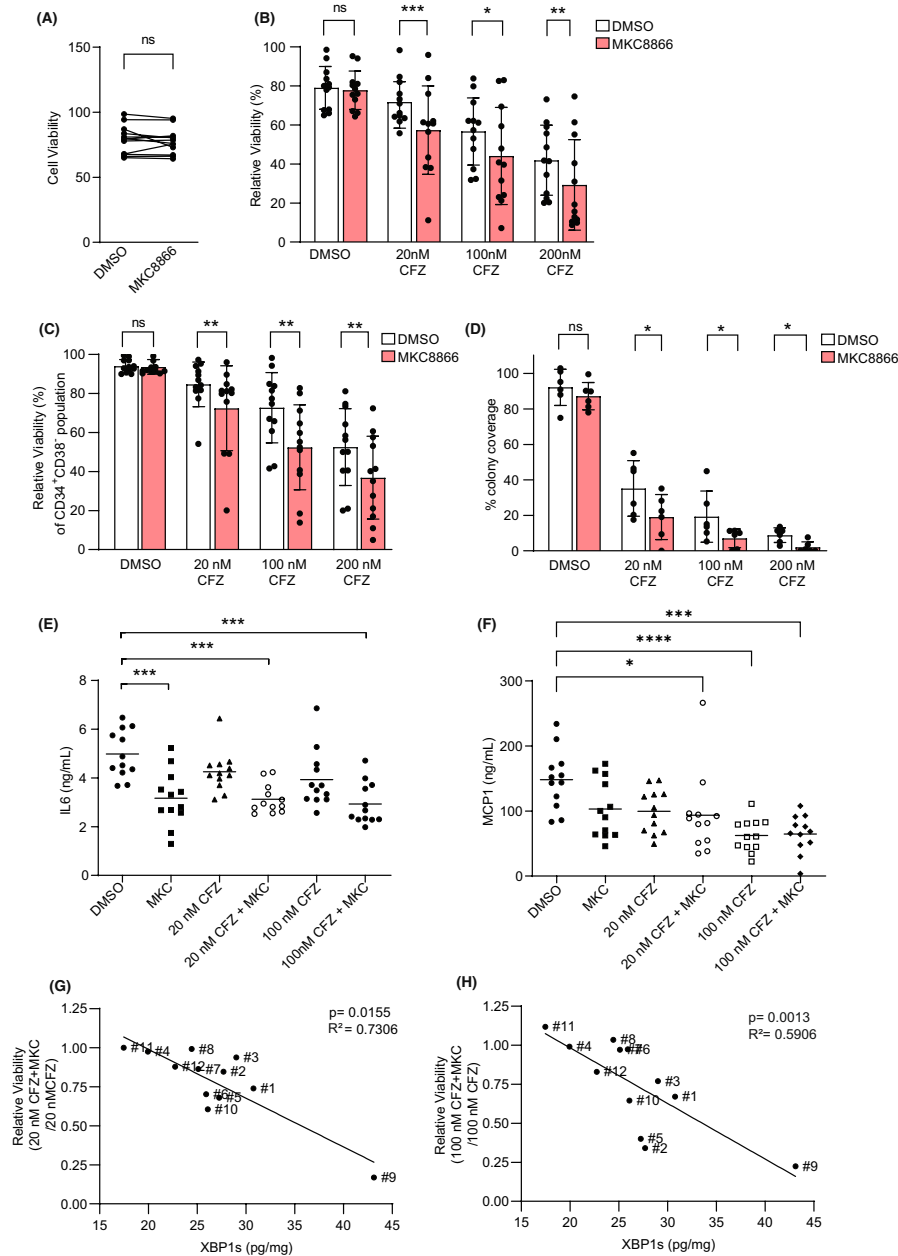 (A)
ns
Cell Viability
150
100
50
0
DMSO
MKC8866
(B)
ns
***
*
**
DMSO
MKC8866
Relative Viability (%)
100
80
60
40
20
0
DMSO
20nM
CFZ
100nM
CFZ
200nM
CFZ
(C)
ns
**
**
**
DMSO
MKC8866
Relative Viability (%)
of CD34⁺CD38⁻ population
100
80
60
40
20
0
DMSO
20 nM
CFZ
100 nM
CFZ
200 nM
CFZ
(D)
ns
*
*
*
DMSO
MKC8866
% colony coverage
100
80
60
40
20
0
DMSO
20 nM
CFZ
100 nM
CFZ
200 nM
CFZ
(E)
***
***
***
IL6 (ng/mL)
8
6
4
2
0
DMSO
MKC
20 nM CFZ
20 nM CFZ + MKC
100 nM CFZ
100nM CFZ + MKC
(F)
***
****
*
MCP1 (ng/mL)
300
200
100
0
DMSO
MKC
20 nM CFZ
20 nM CFZ + MKC
100 nM CFZ
100 nM CFZ + MKC
(G)
p= 0.0155
R²= 0.7306
Relative Viability
(20 nM CFZ+MKC
/20 nMCFZ)
1.25
1.00
0.75
0.50
0.25
0.00
#11
#4
#8
#3
#12
#7
#2
#1
#6
#5
#10
#9
15
20
25
30
35
40
45
XBP1s (pg/mg)
(H)
p= 0.0013
R²= 0.5906
Relative Viability
(100 nM CFZ+MKC
/100 nM CFZ)
1.25
1.00
0.75
0.50
0.25
0.00
#11
#4
#8
#6
#12
#3
#10
#1
#5
#2
#9
15
20
25
30
35
40
45
XBP1s (pg/mg)